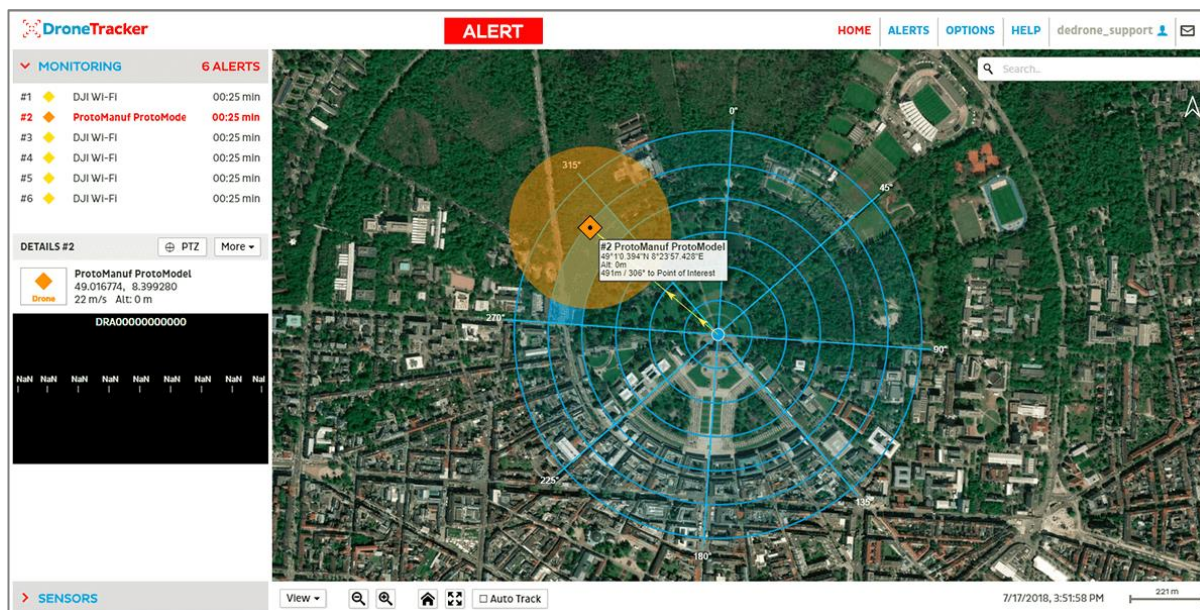 DroneTracker
ALERT
HOME
ALERTS
OPTIONS
HELP
dedrone_support
MONITORING
6 ALERTS
#1 DJI WI-FI 00:25 min
#2 ProtoManuf ProtoMode 00:25 min
#3 DJI WI-FI 00:25 min
#4 DJI WI-FI 00:25 min
#5 DJI WI-FI 00:25 min
#6 DJI WI-FI 00:25 min
DETAILS #2
PTZ
More
Drone
ProtoManuf ProtoModel
49.016774, 8.399280
22 m/s Alt: 0 m
DRA00000000000
NaN NaN NaN NaN NaN NaN NaN NaN Nal
SENSORS
Search..
0°
315°
45°
#2 ProtoManuf ProtoModel
49°1'0.394"N 8°23'57.428"E
Alt: 0m
491m / 306° to Point of Interest
270°
90°
225°
135°
180°
View
Auto Track
7/17/2018, 3:51:58 PM
221 m